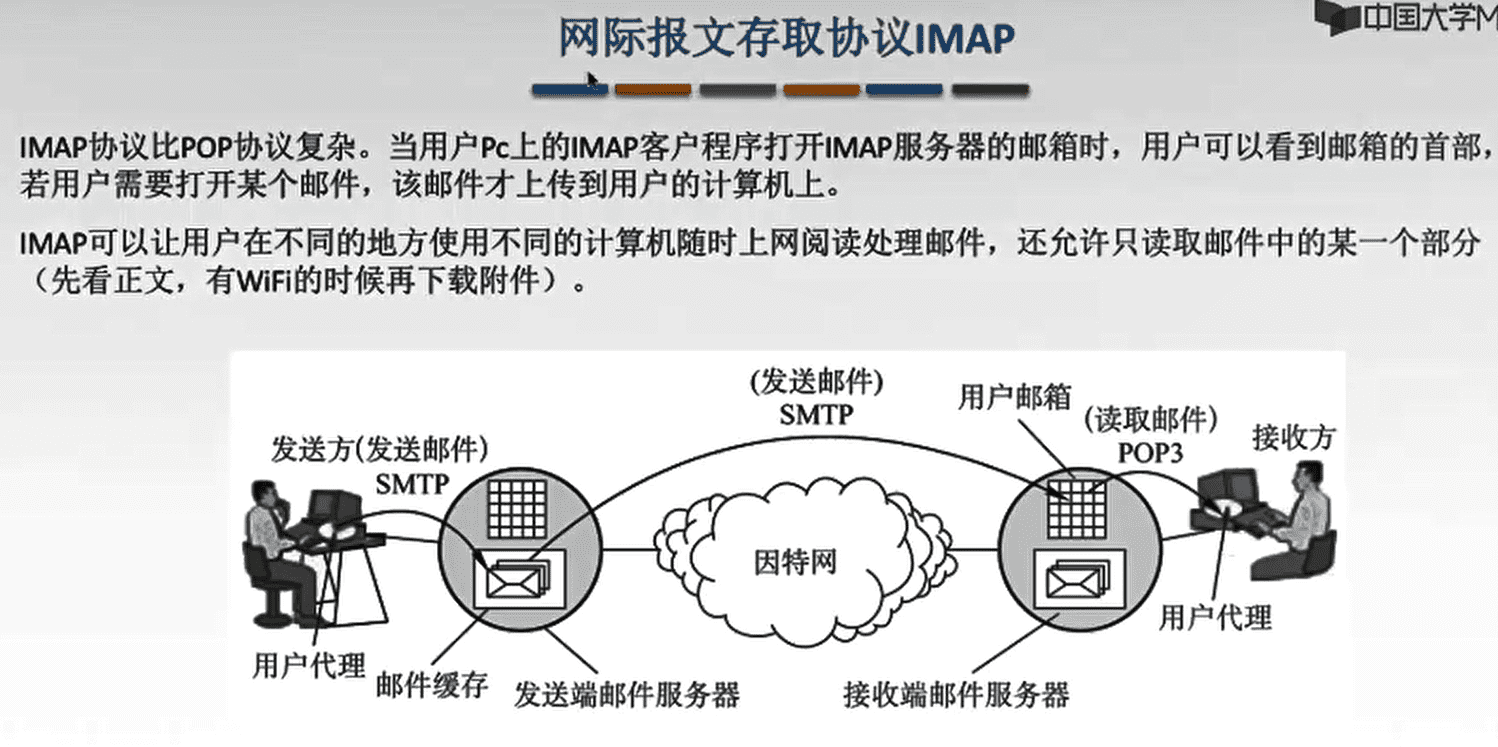 中国大学M
网际报文存取协议IMAP
IMAP协议比POP协议复杂。当用户Pc上的IMAP客户程序打开IMAP服务器的邮箱时，用户可以看到邮箱的首部，
若用户需要打开某个邮件，该邮件才上传到用户的计算机上。
IMAP可以让用户在不同的地方使用不同的计算机随时上网阅读处理邮件，还允许只读取邮件中的某一个部分
（先看正文，有WiFi的时候再下载附件）。
(发送邮件)
SMTP
用户邮箱
(读取邮件)
POP3
接收方
发送方(发送邮件)
SMTP
因特网
用户代理
用户代理
邮件缓存
发送端邮件服务器
接收端邮件服务器